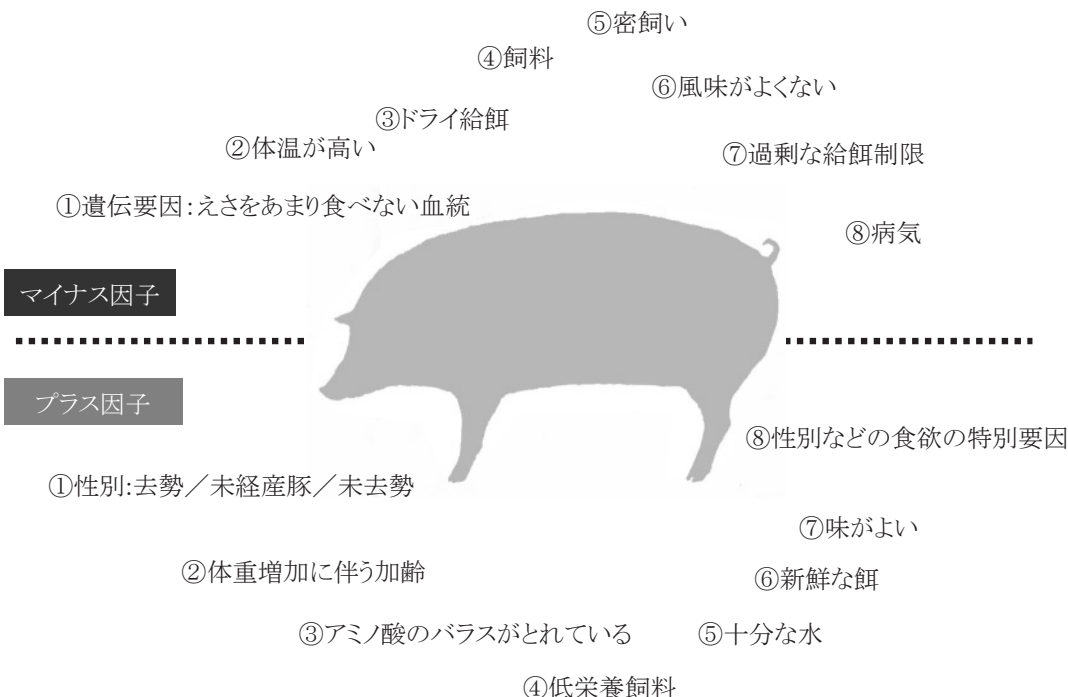 ⑤密飼い
④飼料
⑥風味がよくない
③ドライ給餌
②体温が高い
⑦過剰な給餌制限
①遺伝要因:えさをあまり食べない血統
⑧病気
マイナス因子
プラス因子
⑧性別などの食欲の特別要因
①性別:去勢／未経産豚／未去勢
⑦味がよい
②体重増加に伴う加齢
⑥新鮮な餌
③アミノ酸のバラスがとれている
⑤十分な水
④低栄養飼料